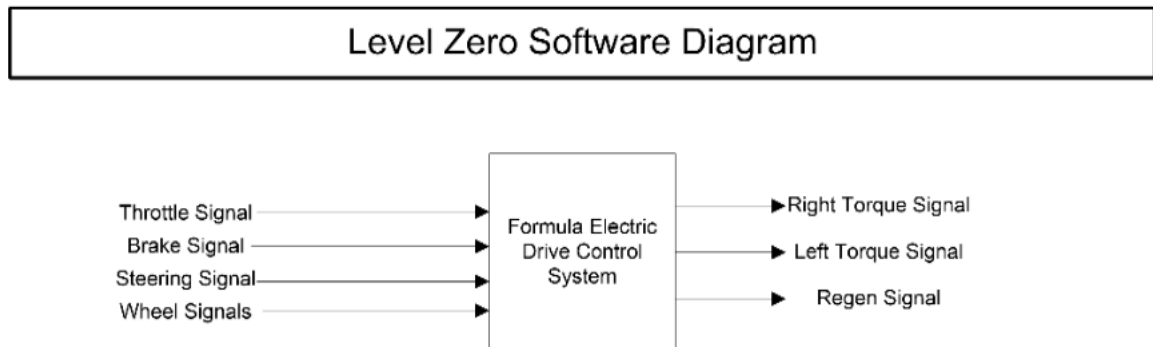 Level Zero Software Diagram
Throttle Signal
Brake Signal
Steering Signal
Wheel Signals
Formula Electric
Drive Control
System
Right Torque Signal
Left Torque Signal
Regen Signal